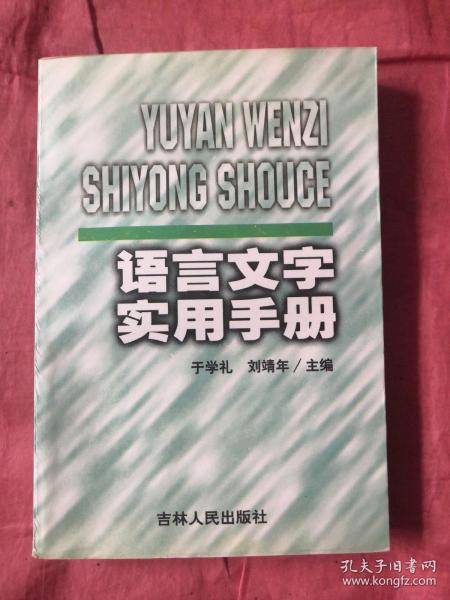 YUYAN WENZI
SHIYONG SHOUCE
语言文字
实用手册
于学礼 刘靖年/主编
吉林人民出版社
孔夫子旧书网
www.kongfz.com